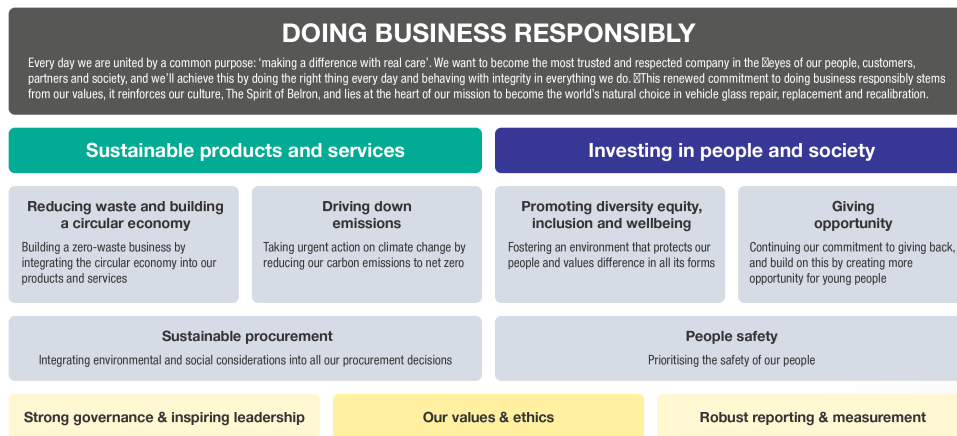 DOING BUSINESS RESPONSIBLY
Every day we are united by a common purpose: ‘making a difference with real care’. We want to become the most trusted and respected company in the eyes of our people, customers,
partners and society, and we’ll achieve this by doing the right thing every day and behaving with integrity in everything we do. This renewed commitment to doing business responsibly stems
from our values, it reinforces our culture, The Spirit of Belron, and lies at the heart of our mission to become the world’s natural choice in vehicle glass repair, replacement and recalibration.
Sustainable products and services
Reducing waste and building
a circular economy
Building a zero-waste business by
integrating the circular economy into our
products and services
Driving down
emissions
Taking urgent action on climate change by
reducing our carbon emissions to net zero
Sustainable procurement
Integrating environmental and social considerations into all our procurement decisions
Investing in people and society
Promoting diversity equity,
inclusion and wellbeing
Fostering an environment that protects our
people and values difference in all its forms
Giving
opportunity
Continuing our commitment to giving back,
and build on this by creating more
opportunity for young people
People safety
Prioritising the safety of our people
Strong governance & inspiring leadership
Our values & ethics
Robust reporting & measurement